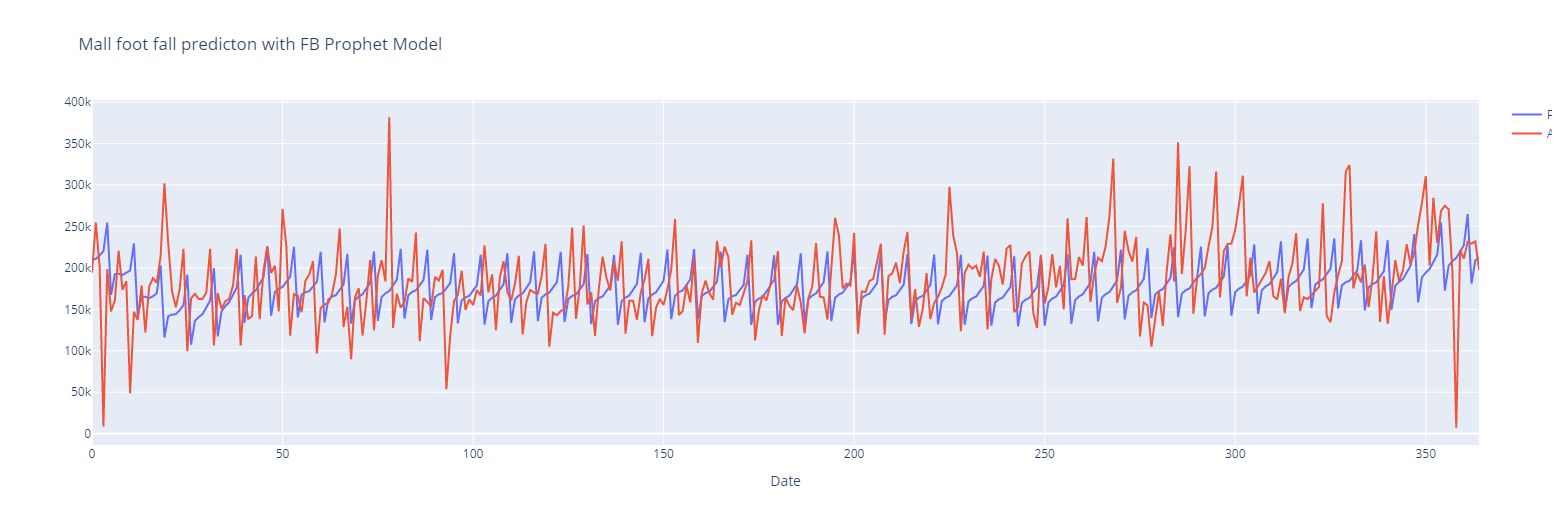 Mall foot fall predicton with FB Prophet Model
400k
350k
300k
250k
200k
150k
100k
50k
0
0 50 100 150 200 250 300 350
Date